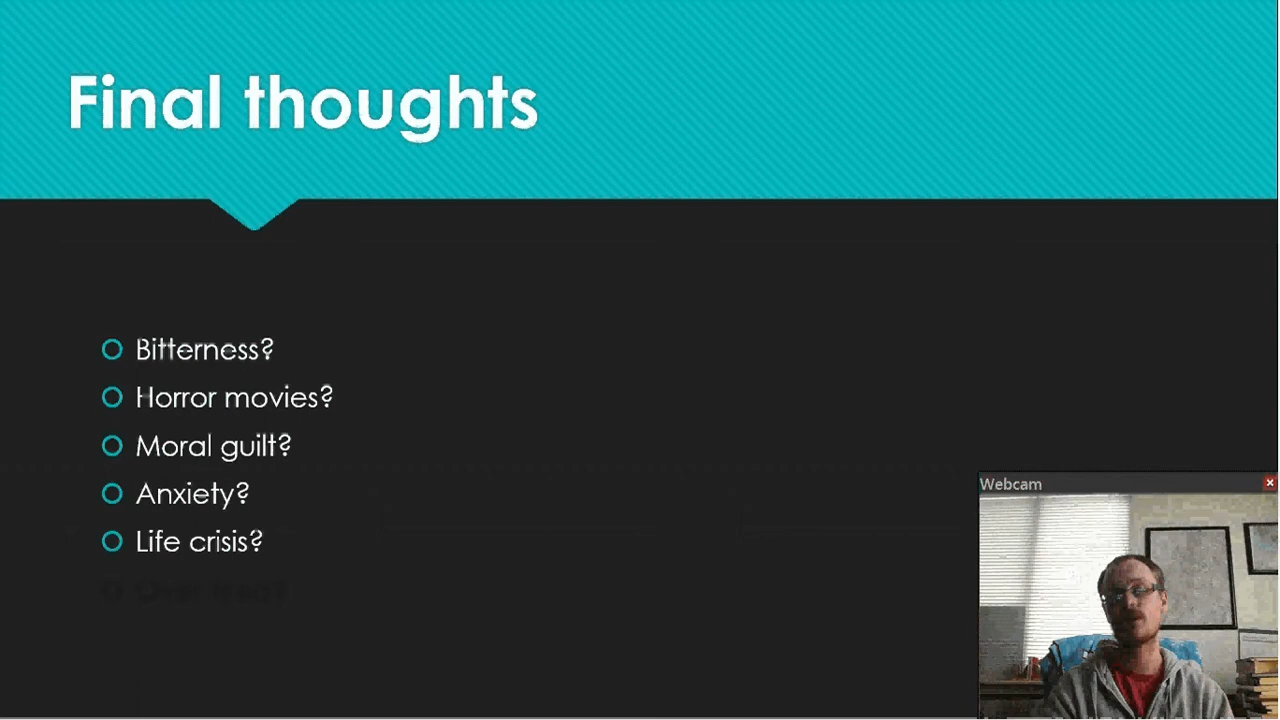 Final thoughts
Bitterness?
Horror movies?
Moral guilt?
Anxiety?
Life crisis?
Webcam